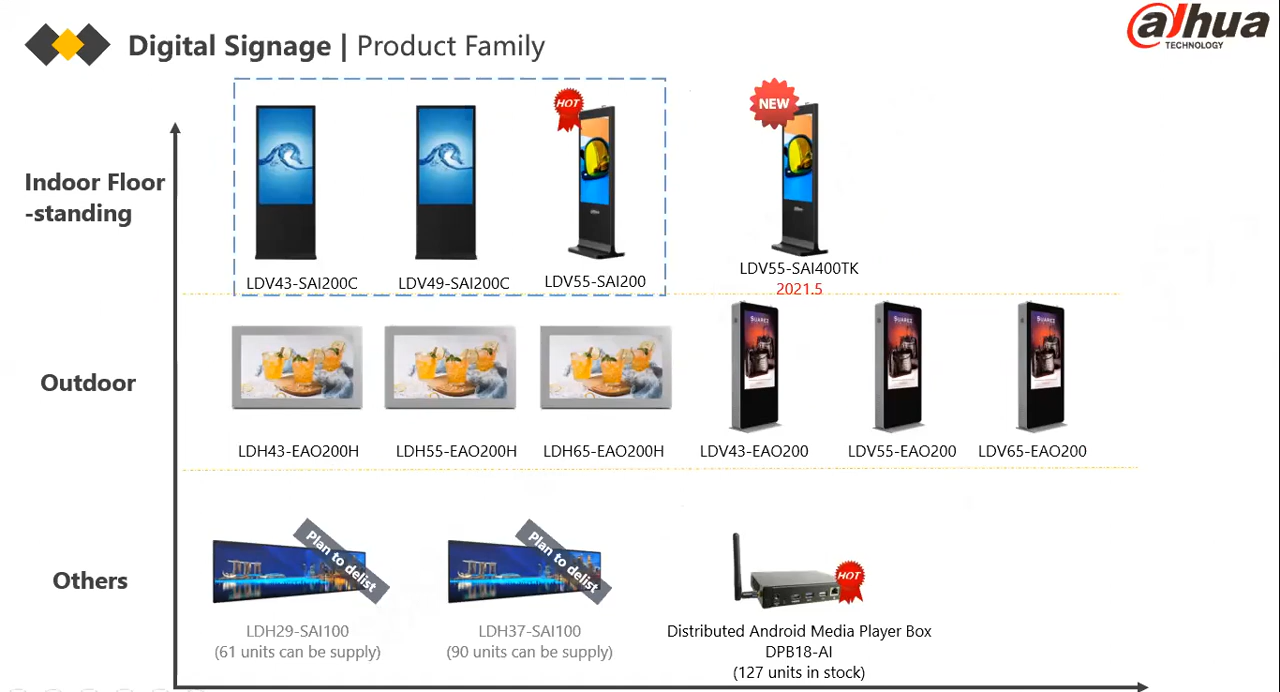 Digital Signage | Product Family
alhua
TECHNOLOGY
Indoor Floor
-standing
HOT
NEW
LDV43-SAI200C
LDV49-SAI200C
LDV55-SAI200
LDV55-SAI400TK
2021.5
Outdoor
LDH43-EAO200H
LDH55-EAO200H
LDH65-EAO200H
LDV43-EAO200
LDV55-EAO200
LDV65-EAO200
Others
Plan to delist
Plan to delist
HOT
LDH29-SAI100
(61 units can be supply)
LDH37-SAI100
(90 units can be supply)
Distributed Android Media Player Box
DPB18-AI
(127 units in stock)